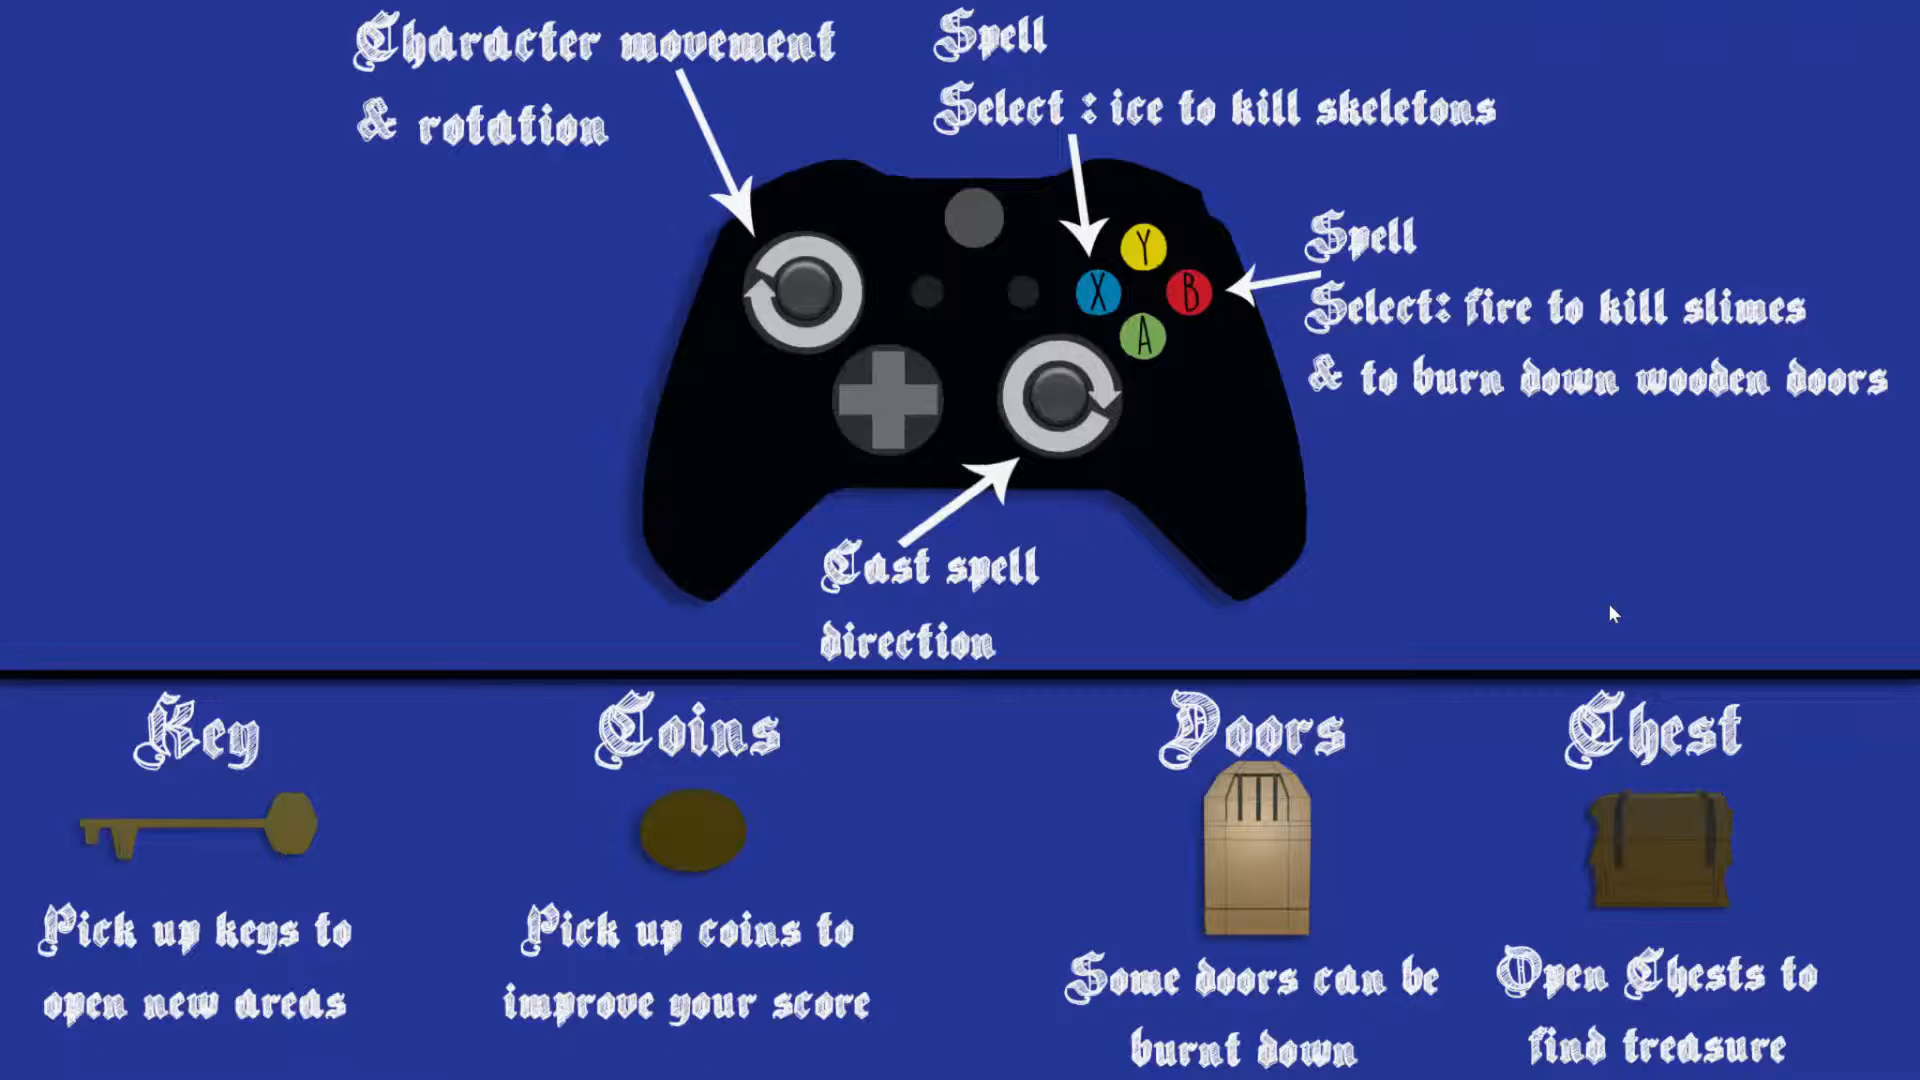 Character movement
& rotation
Spell
Select : ice to kill skeletons
Spell
Select: fire to kill slimes
& to burn down wooden doors
Y
X
B
A
Cast spell
direction
Key
Pick up keys to
open new areas
Coins
Pick up coins to
improve your score
Doors
Some doors can be
burnt down
Chest
Open Chests to
find treasure